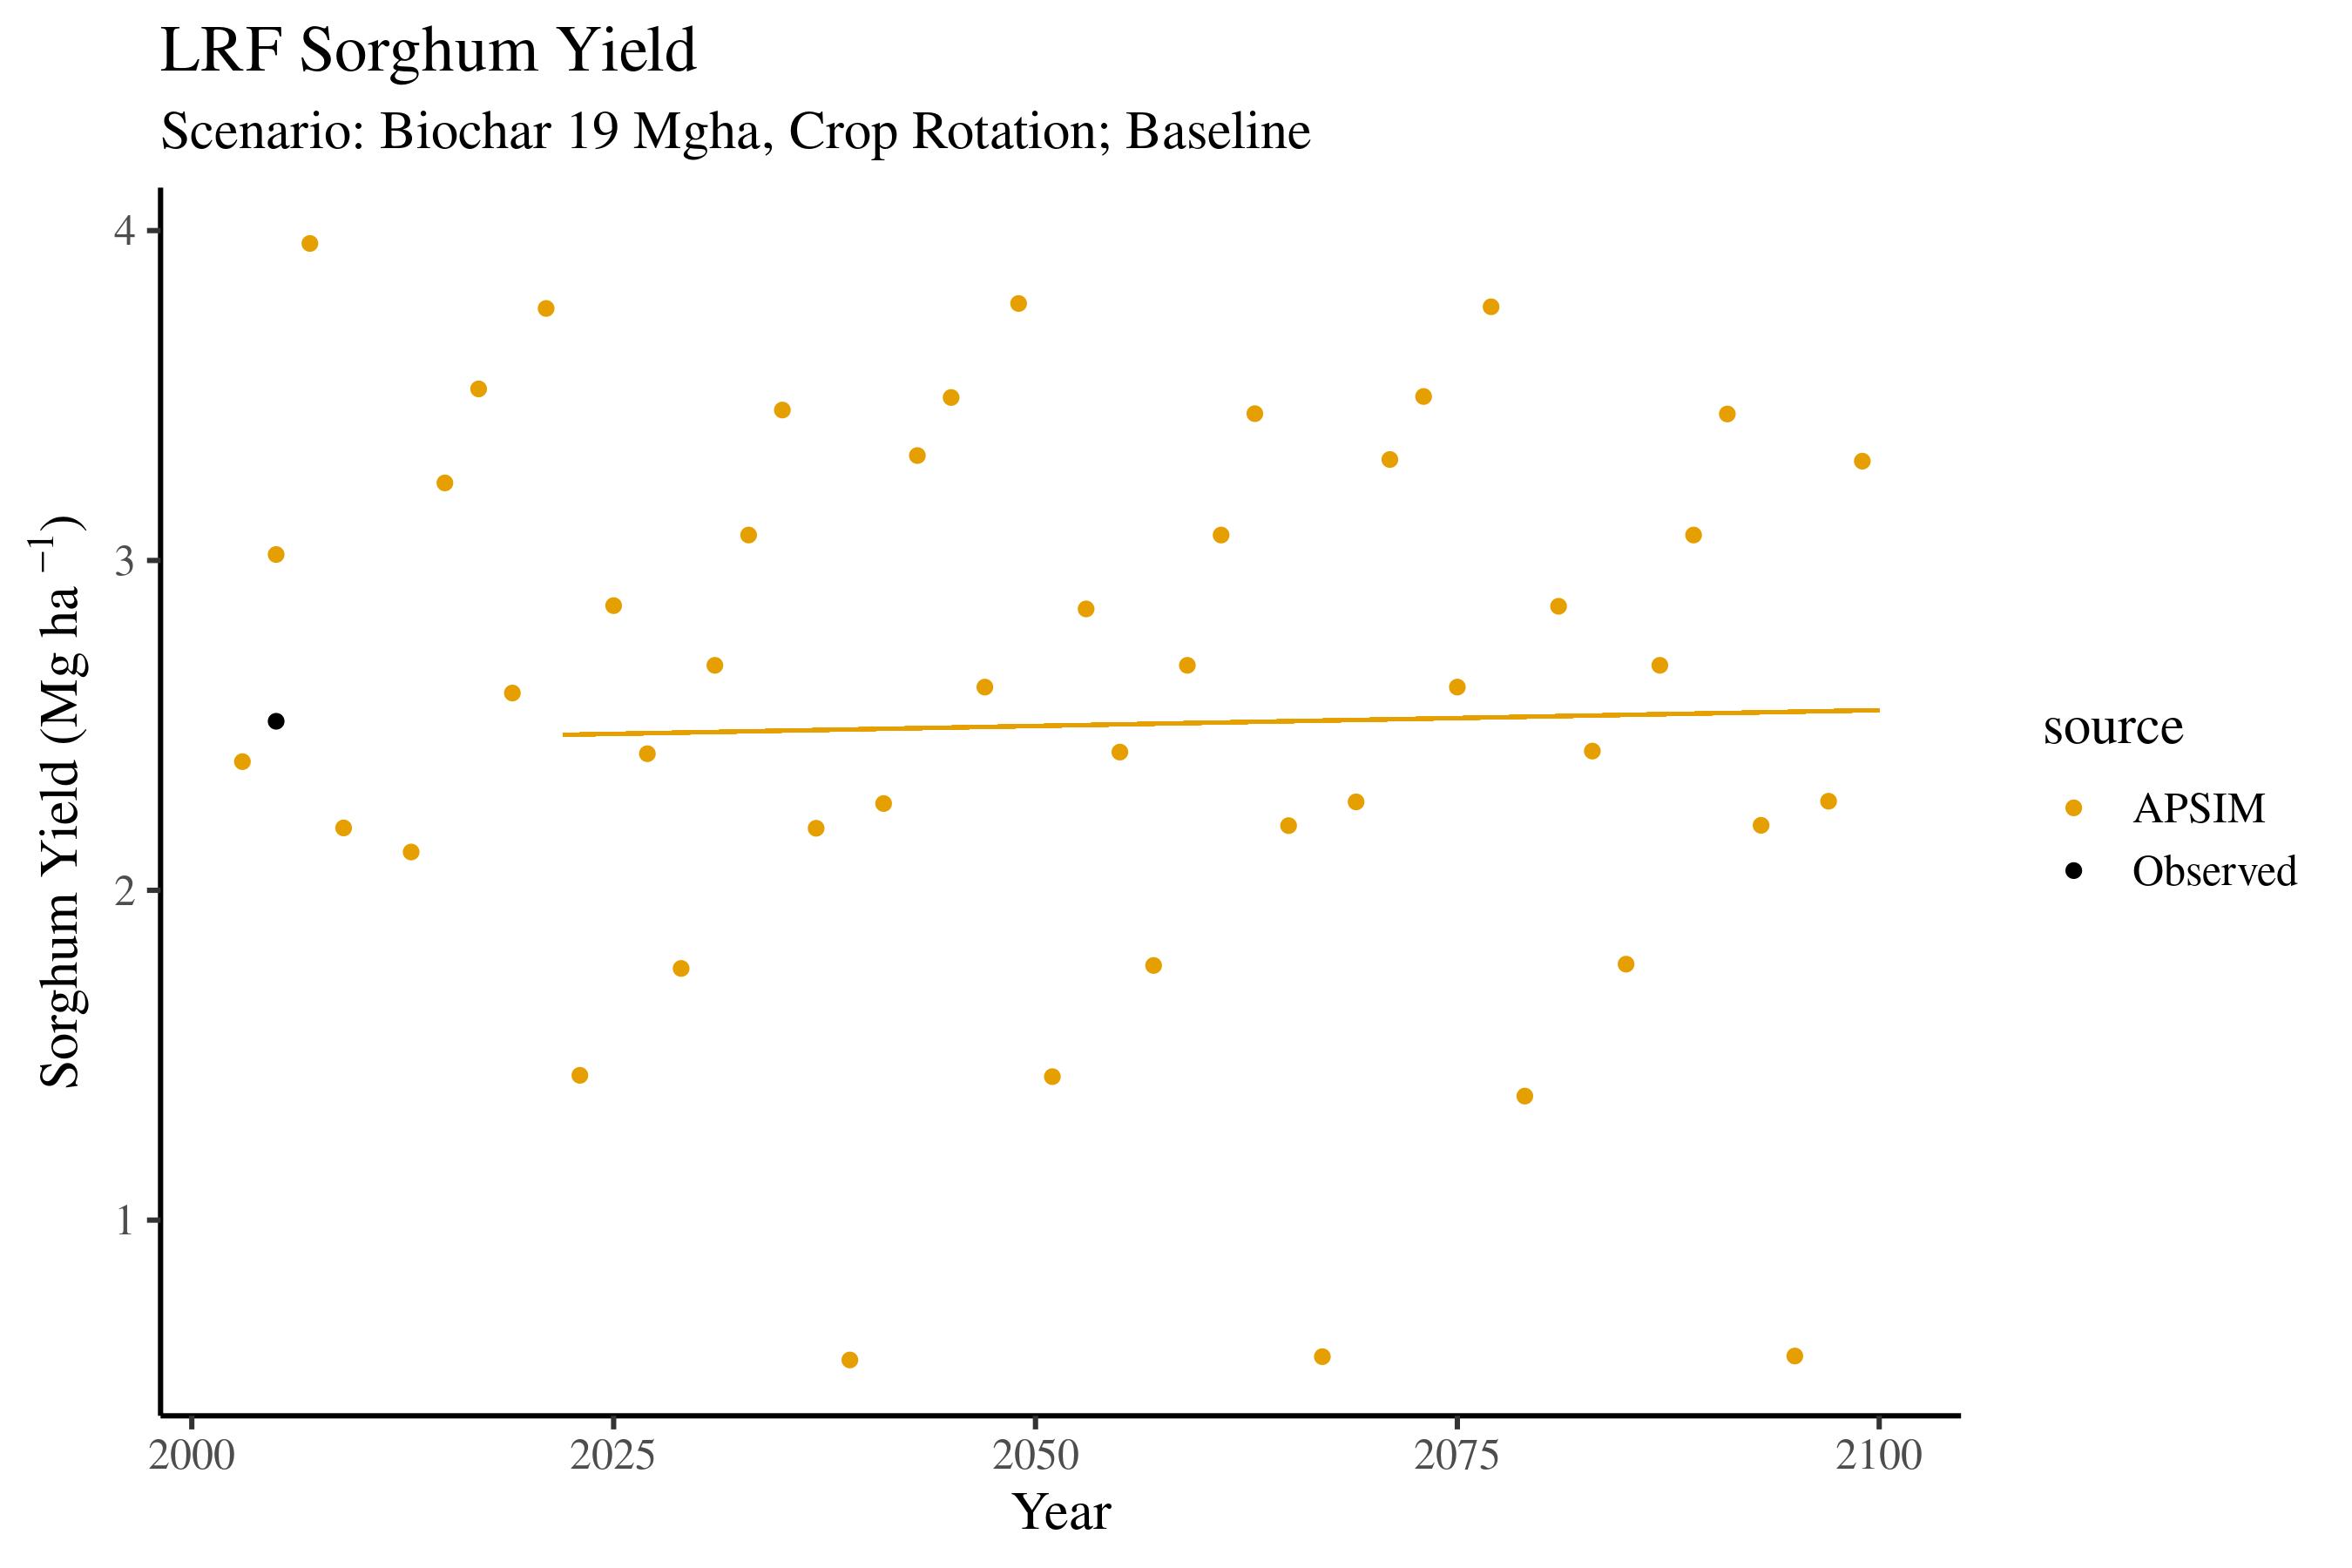 LRF Sorghum Yield
Scenario: Biochar 19 Mgha, Crop Rotation; Baseline
Sorghum Yield (Mg ha −1)
4
3
2
1
2000 2025 2050 2075 2100
Year
source
APSIM
Observed